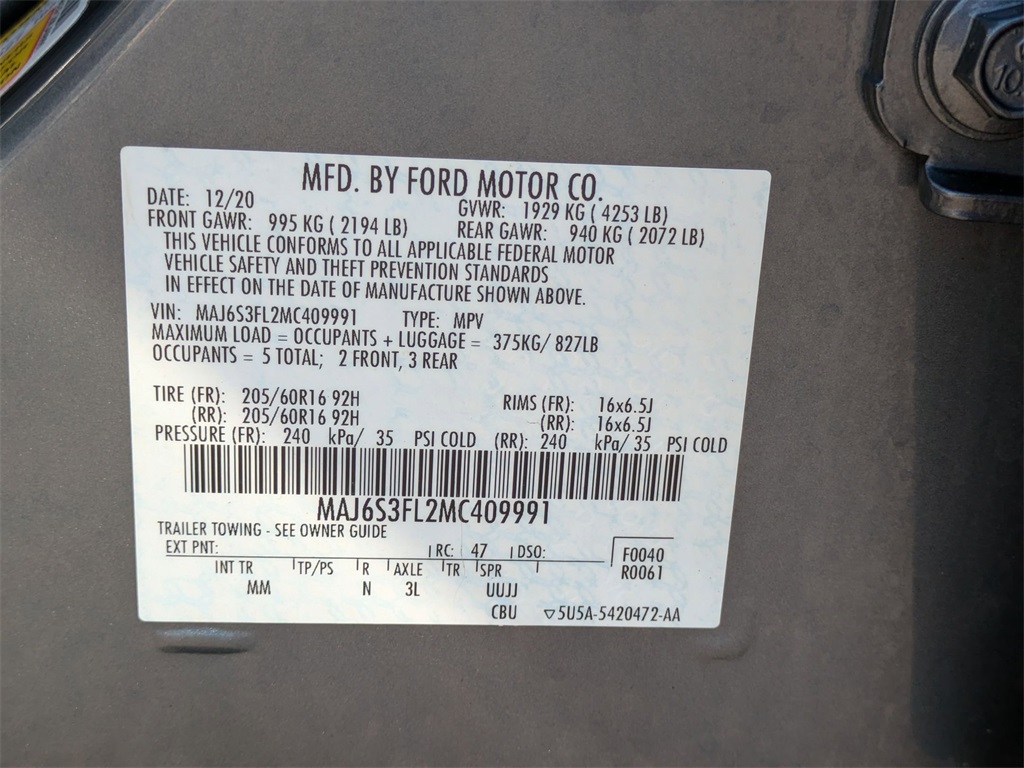 MFD. BY FORD MOTOR CO.
DATE: 12/20 GVWR: 1929 KG ( 4253 LB)
FRONT GAWR: 995 KG ( 2194 LB) REAR GAWR: 940 KG ( 2072 LB)
THIS VEHICLE CONFORMS TO ALL APPLICABLE FEDERAL MOTOR
VEHICLE SAFETY AND THEFT PREVENTION STANDARDS
IN EFFECT ON THE DATE OF MANUFACTURE SHOWN ABOVE.
VIN: MAJ6S3FL2MC409991 TYPE: MPV
MAXIMUM LOAD = OCCUPANTS + LUGGAGE = 375KG/ 827LB
OCCUPANTS = 5 TOTAL; 2 FRONT, 3 REAR
TIRE (FR): 205/60R16 92H RIMS (FR): 16x6.5J
(RR): 205/60R16 92H (RR): 16x6.5J
PRESSURE (FR): 240 kPa/ 35 PSI COLD (RR): 240 kPa/ 35 PSI COLD
MAJ6S3FL2MC409991
TRAILER TOWING - SEE OWNER GUIDE
EXT PNT: RC: 47 DSO: F0040
INT TR TP/PS R AXLE TR SPR R0061
MM N 3L UUJJ
CBU ▽5U5A-5420472-AA
10.